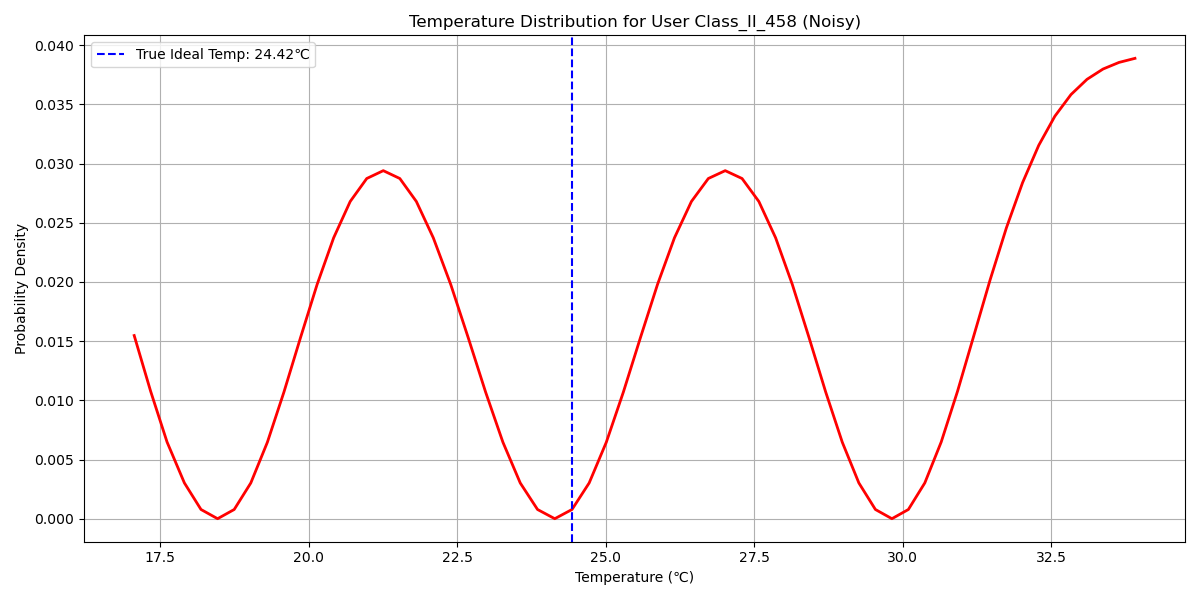 Temperature Distribution for User Class_II_458 (Noisy)
True Ideal Temp: 24.42℃
0.040
0.035
0.030
0.025
0.020
0.015
0.010
0.005
0.000
Probability Density
17.5 20.0 22.5 25.0 27.5 30.0 32.5
Temperature (℃)